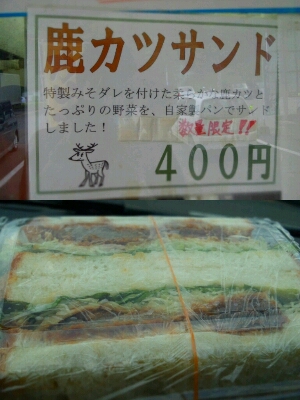 鹿カツサンド
特製みそダレを付けた柔らかな鹿カツと
たっぷりの野菜を、自家製パンでサンド
しました！
数量限定!!
400円